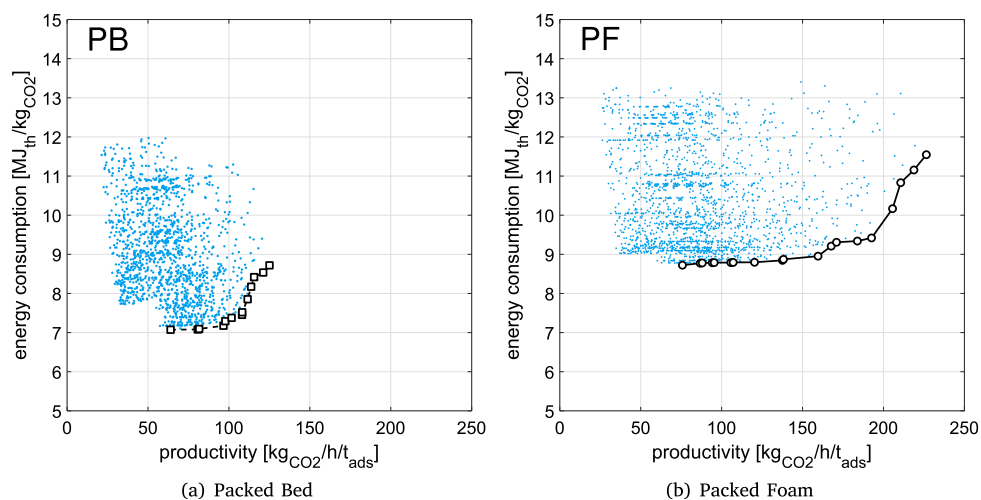 PB
15
14
13
12
11
10
9
8
7
6
5
0 50 100 150 200 250
energy consumption [MJth/kgCO2]
productivity [kgCO2/h/tads]
(a) Packed Bed
PF
15
14
13
12
11
10
9
8
7
6
5
0 50 100 150 200 250
energy consumption [MJth/kgCO2]
productivity [kgCO2/h/tads]
(b) Packed Foam